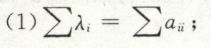 (1) ∑λᵢ = ∑aᵢᵢ;